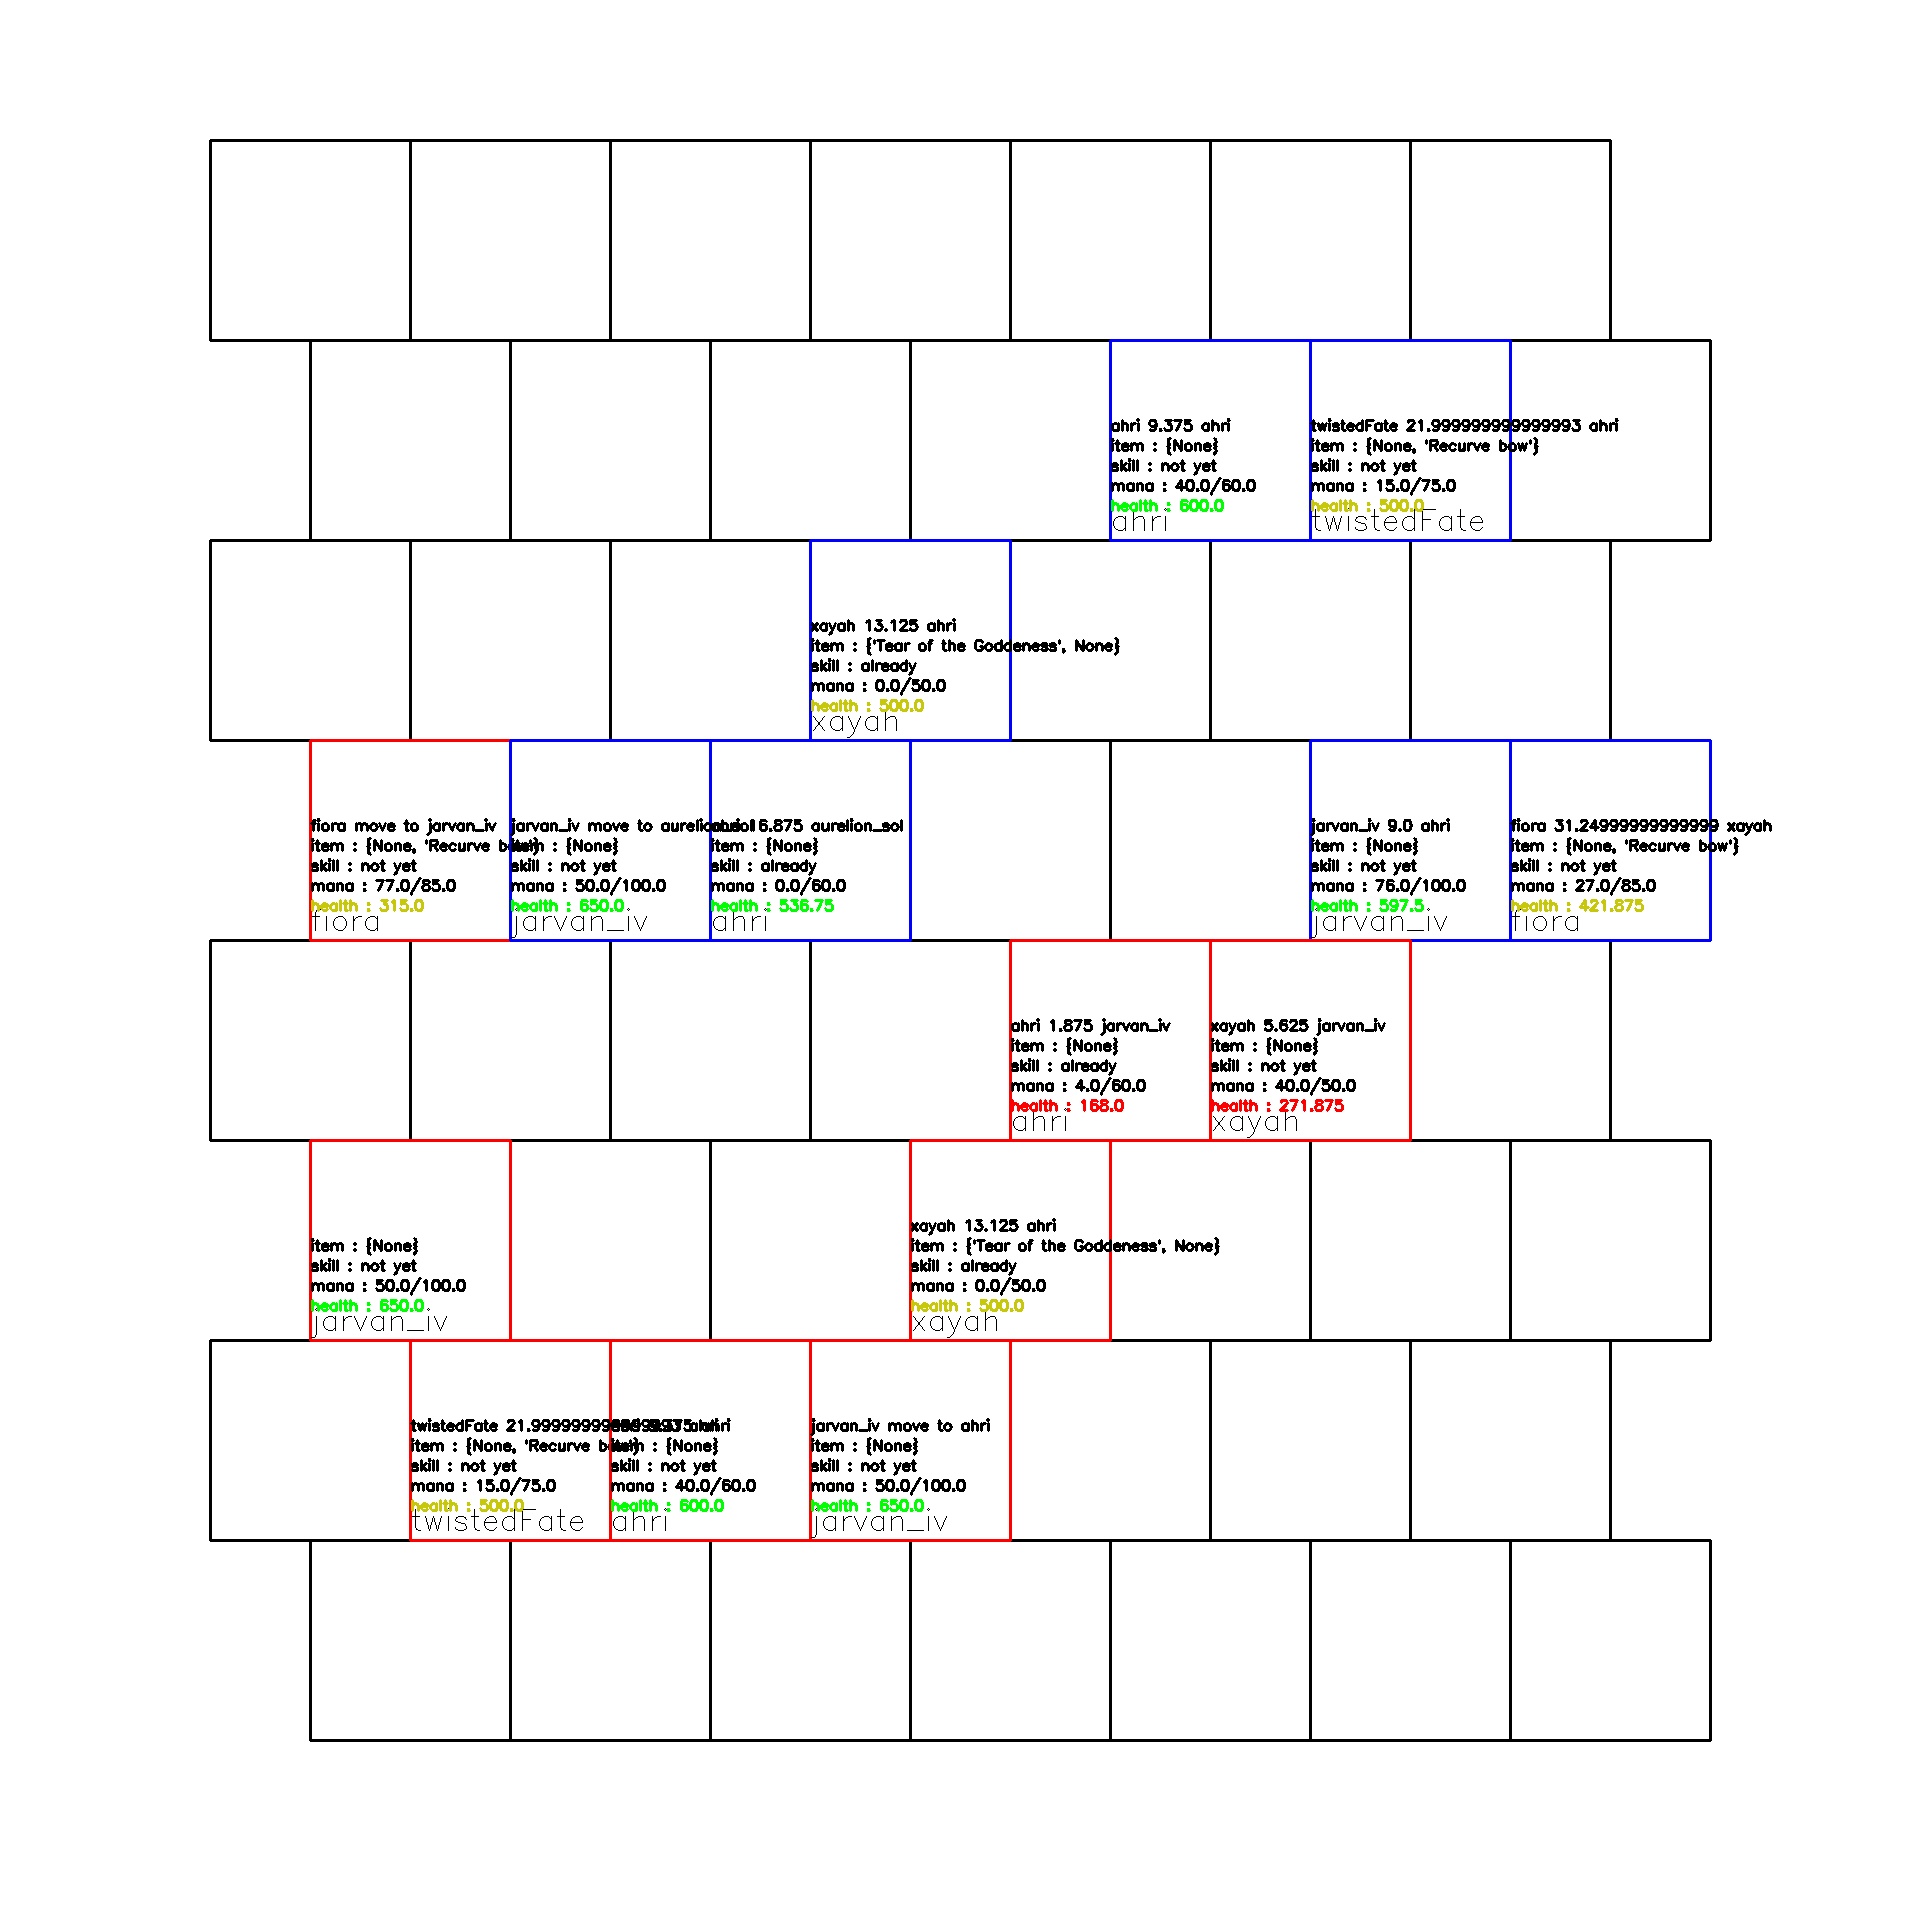 ahri 9.375 ahri
item : {None}
skill : not yet
mana : 40.0/60.0
health : 600.0
ahri
twistedFate 21.999999999999993 ahri
item : {None, 'Recurve bow'}
skill : not yet
mana : 15.0/75.0
health : 500.0
twistedFate
xayah 13.125 ahri
item : {'Tear of the Goddeness', None}
skill : already
mana : 0.0/50.0
health : 500.0
xayah
fiora move to jarvan_iv
item : {None, 'Recurve bow'}
skill : not yet
mana : 77.0/85.0
health : 315.0
fiora
jarvan_iv move to aurelion_sol
item : {None}
skill : not yet
mana : 50.0/100.0
health : 650.0
jarvan_iv
6.875 aurelion_sol
item : {None}
skill : already
mana : 0.0/60.0
health : 536.75
ahri
jarvan_iv 9.0 ahri
item : {None}
skill : not yet
mana : 76.0/100.0
health : 597.5
jarvan_iv
fiora 31.24999999999999 xayah
item : {None, 'Recurve bow'}
skill : not yet
mana : 27.0/85.0
health : 421.875
fiora
ahri 1.875 jarvan_iv
item : {None}
skill : already
mana : 4.0/60.0
health : 168.0
ahri
xayah 5.625 jarvan_iv
item : {None}
skill : not yet
mana : 40.0/50.0
health : 271.875
xayah
item : {None}
skill : not yet
mana : 50.0/100.0
health : 650.0
jarvan_iv
xayah 13.125 ahri
item : {'Tear of the Goddeness', None}
skill : already
mana : 0.0/50.0
health : 500.0
xayah
twistedFate
item : {None, 'Recurve bow'}
skill : not yet
mana : 15.0/75.0
health : 500.0
twistedFate
ahri
item : {None}
skill : not yet
mana : 40.0/60.0
health : 600.0
ahri
jarvan_iv move to ahri
item : {None}
skill : not yet
mana : 50.0/100.0
health : 650.0
jarvan_iv